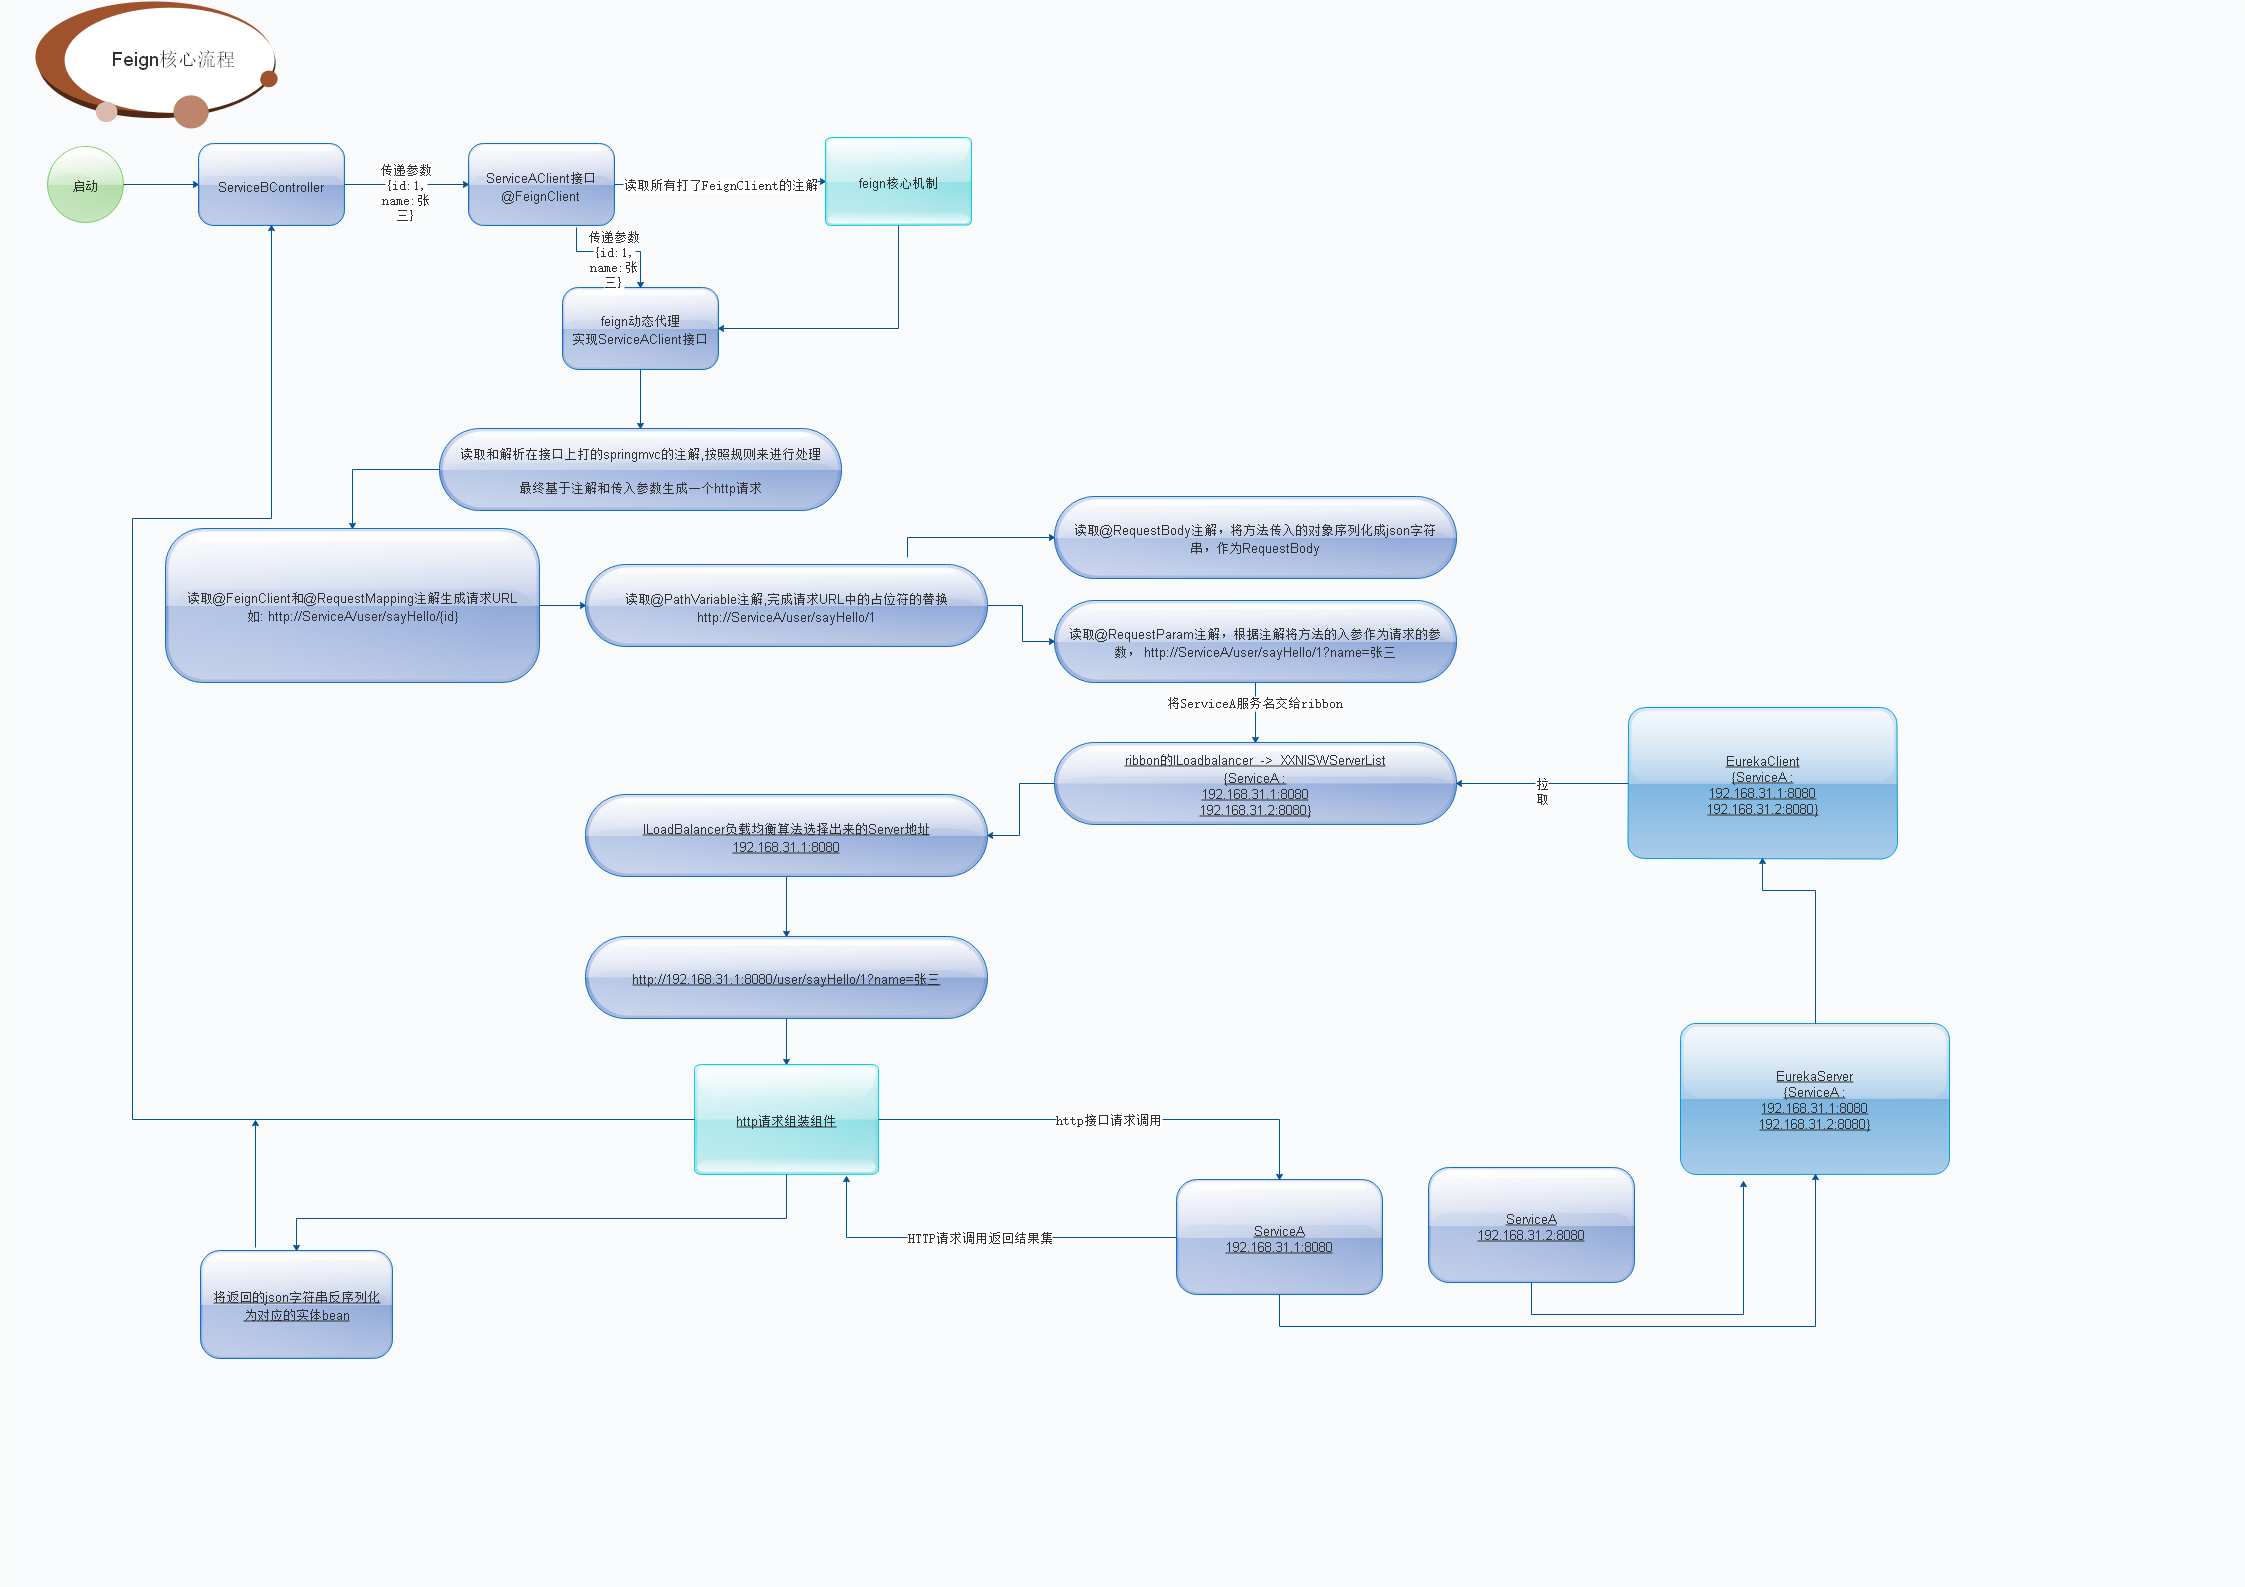 Feign核心流程
启动
ServiceBController
传递参数
{id:1,
name:张
三}
ServiceAClient接口
@FeignClient
读取所有打了FeignClient的注解
feign核心机制
传递参数
{id:1,
name:张
三}
feign动态代理
实现ServiceAClient接口
读取和解析在接口上打的springmvc的注解,按照规则来进行处理
最终基于注解和传入参数生成一个http请求
读取@FeignClient和@RequestMapping注解生成请求URL
如: http://ServiceA/user/sayHello/{id}
读取@PathVariable注解,完成请求URL中的占位符的替换
http://ServiceA/user/sayHello/1
读取@RequestBody注解，将方法传入的对象序列化成json字符
串，作为RequestBody
读取@RequestParam注解，根据注解将方法的入参作为请求的参
数， http://ServiceA/user/sayHello/1?name=张三
将ServiceA服务名交给ribbon
ribbon的ILoadbalancer -> XXNISWServerList
{ServiceA :
192.168.31.1:8080
192.168.31.2:8080}
拉
取
EurekaClient
{ServiceA :
192.168.31.1:8080
192.168.31.2:8080}
ILoadBalancer负载均衡算法选择出来的Server地址
192.168.31.1:8080
http://192.168.31.1:8080/user/sayHello/1?name=张三
EurekaServer
{ServiceA :
192.168.31.1:8080
192.168.31.2:8080}
http请求组装组件
http接口请求调用
HTTP请求调用返回结果集
ServiceA
192.168.31.1:8080
ServiceA
192.168.31.2:8080
将返回的json字符串反序列化
为对应的实体bean